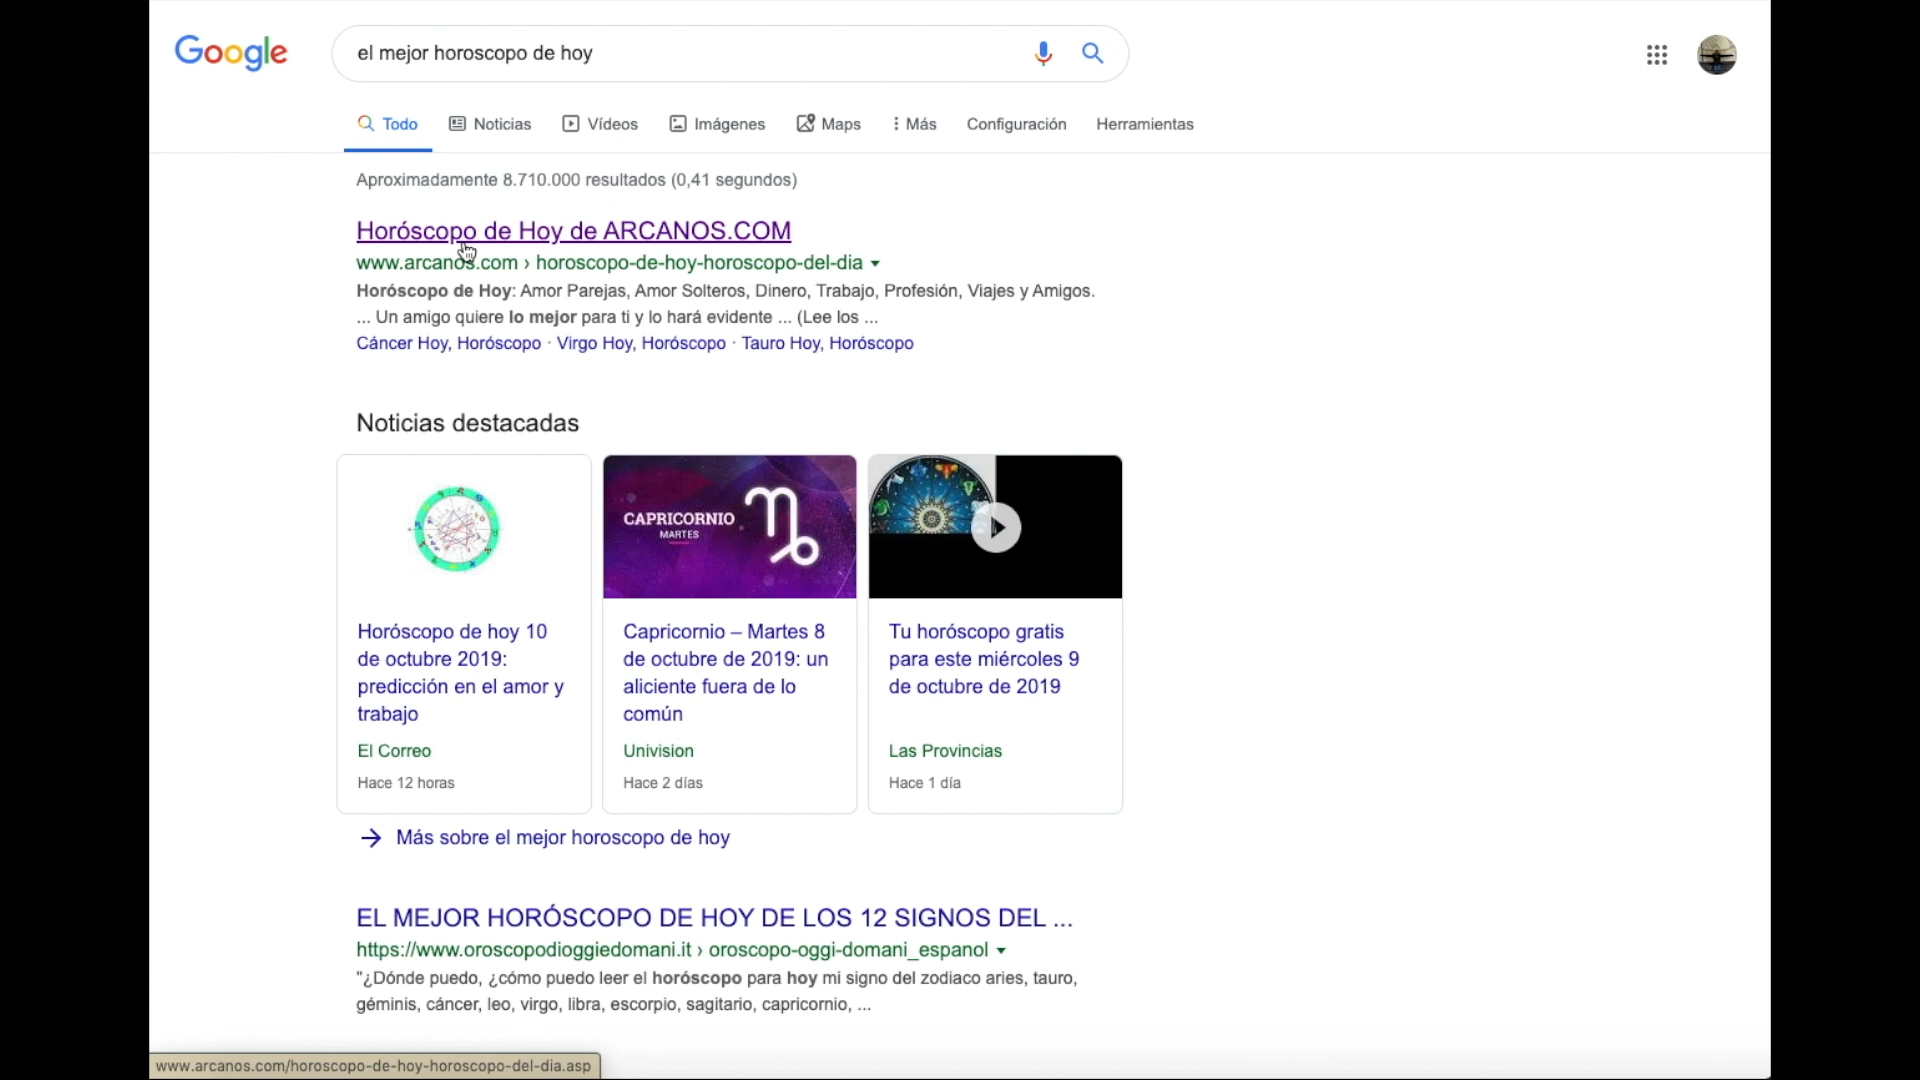 Google
el mejor horoscopo de hoy
Todo
Noticias
Vídeos
Imágenes
Maps
Más
Configuración
Herramientas
Aproximadamente 8.710.000 resultados (0,41 segundos)
Horóscopo de Hoy de ARCANOS.COM
www.arcanos.com › horoscopo-de-hoy-horoscopo-del-dia
Horóscopo de Hoy: Amor Parejas, Amor Solteros, Dinero, Trabajo, Profesión, Viajes y Amigos.
... Un amigo quiere lo mejor para ti y lo hará evidente ... (Lee los ...
Cáncer Hoy, Horóscopo · Virgo Hoy, Horóscopo · Tauro Hoy, Horóscopo
Noticias destacadas
Horóscopo de hoy 10
de octubre 2019:
predicción en el amor y
trabajo
El Correo
Hace 12 horas
CAPRICORNIO
MARTES
Capricornio – Martes 8
de octubre de 2019: un
aliciente fuera de lo
común
Univision
Hace 2 días
Tu horóscopo gratis
para este miércoles 9
de octubre de 2019
Las Provincias
Hace 1 día
Más sobre el mejor horoscopo de hoy
EL MEJOR HORÓSCOPO DE HOY DE LOS 12 SIGNOS DEL ...
https://www.oroscopodioggiedomani.it › oroscopo-oggi-domani_espanol
"¿Dónde puedo, ¿cómo puedo leer el horóscopo para hoy mi signo del zodiaco aries, tauro,
géminis, cáncer, leo, virgo, libra, escorpio, sagitario, capricornio, ...
www.arcanos.com/horoscopo-de-hoy-horoscopo-del-dia.asp